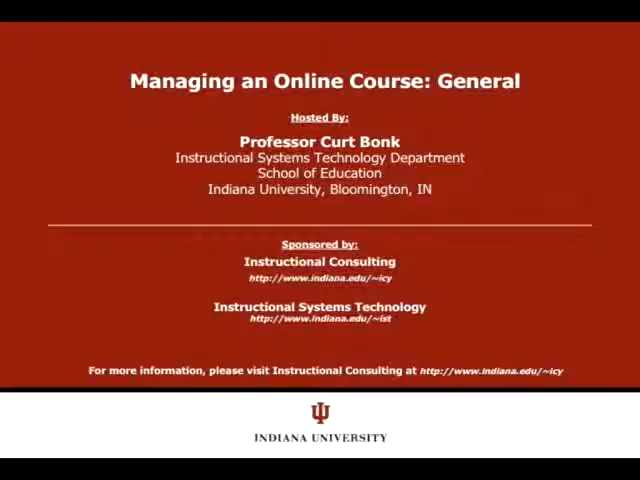 Managing an Online Course: General
Hosted By:
Professor Curt Bonk
Instructional Systems Technology Department
School of Education
Indiana University, Bloomington, IN
Sponsored by:
Instructional Consulting
http://www.indiana.edu/~icy
Instructional Systems Technology
http://www.indiana.edu/~ist
For more information, please visit Instructional Consulting at http://www.indiana.edu/~icy
INDIANA UNIVERSITY